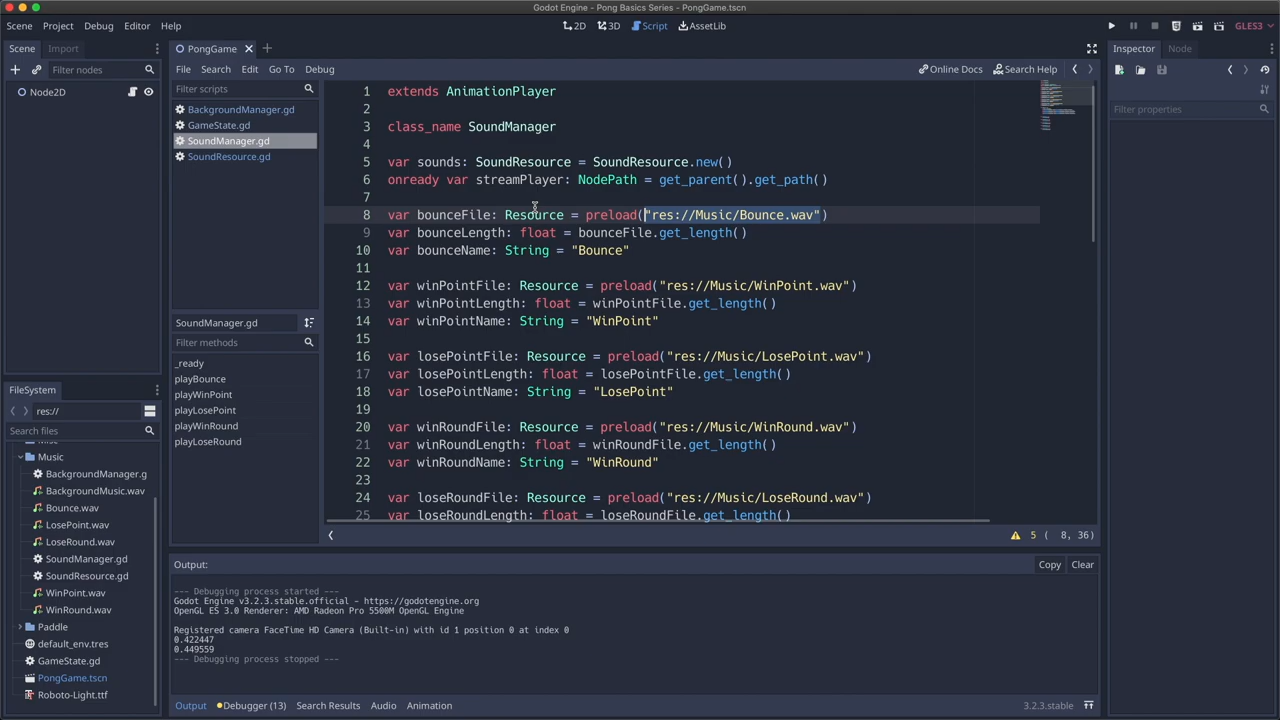 Godot Engine - Pong Basics Series - PongGame.tscn
Scene Project Debug Editor Help
2D 3D Script AssetLib
GLES3
Scene Import
Filter nodes
Node2D
PongGame
File Search Edit Go To Debug
Online Docs Search Help
Filter scripts
BackgroundManager.gd
GameState.gd
SoundManager.gd
SoundResource.gd
SoundManager.gd
Filter methods
_ready
playBounce
playWinPoint
playLosePoint
playWinRound
playLoseRound
1 extends AnimationPlayer
2
3 class_name SoundManager
4
5 var sounds: SoundResource = SoundResource.new()
6 onready var streamPlayer: NodePath = get_parent().get_path()
7
8 var bounceFile: Resource = preload("res://Music/Bounce.wav")
9 var bounceLength: float = bounceFile.get_length()
10 var bounceName: String = "Bounce"
11
12 var winPointFile: Resource = preload("res://Music/WinPoint.wav")
13 var winPointLength: float = winPointFile.get_length()
14 var winPointName: String = "WinPoint"
15
16 var losePointFile: Resource = preload("res://Music/LosePoint.wav")
17 var losePointLength: float = losePointFile.get_length()
18 var losePointName: String = "LosePoint"
19
20 var winRoundFile: Resource = preload("res://Music/WinRound.wav")
21 var winRoundLength: float = winRoundFile.get_length()
22 var winRoundName: String = "WinRound"
23
24 var loseRoundFile: Resource = preload("res://Music/LoseRound.wav")
25 var loseRoundLength: float = loseRoundFile.get_length()
5 ( 8, 36)
Inspector Node
Filter properties
FileSystem
res://
Search files
Music
BackgroundManager.g
BackgroundMusic.wav
Bounce.wav
LosePoint.wav
LoseRound.wav
SoundManager.gd
SoundResource.gd
WinPoint.wav
WinRound.wav
Paddle
default_env.tres
GameState.gd
PongGame.tscn
Roboto-Light.ttf
Output:
Copy Clear
--- Debugging process started ---
Godot Engine v3.2.3.stable.official - https://godotengine.org
OpenGL ES 3.0 Renderer: AMD Radeon Pro 5500M OpenGL Engine
Registered camera FaceTime HD Camera (Built-in) with id 1 position 0 at index 0
0.422447
0.449559
--- Debugging process stopped ---
Output Debugger (13) Search Results Audio Animation
3.2.3.stable